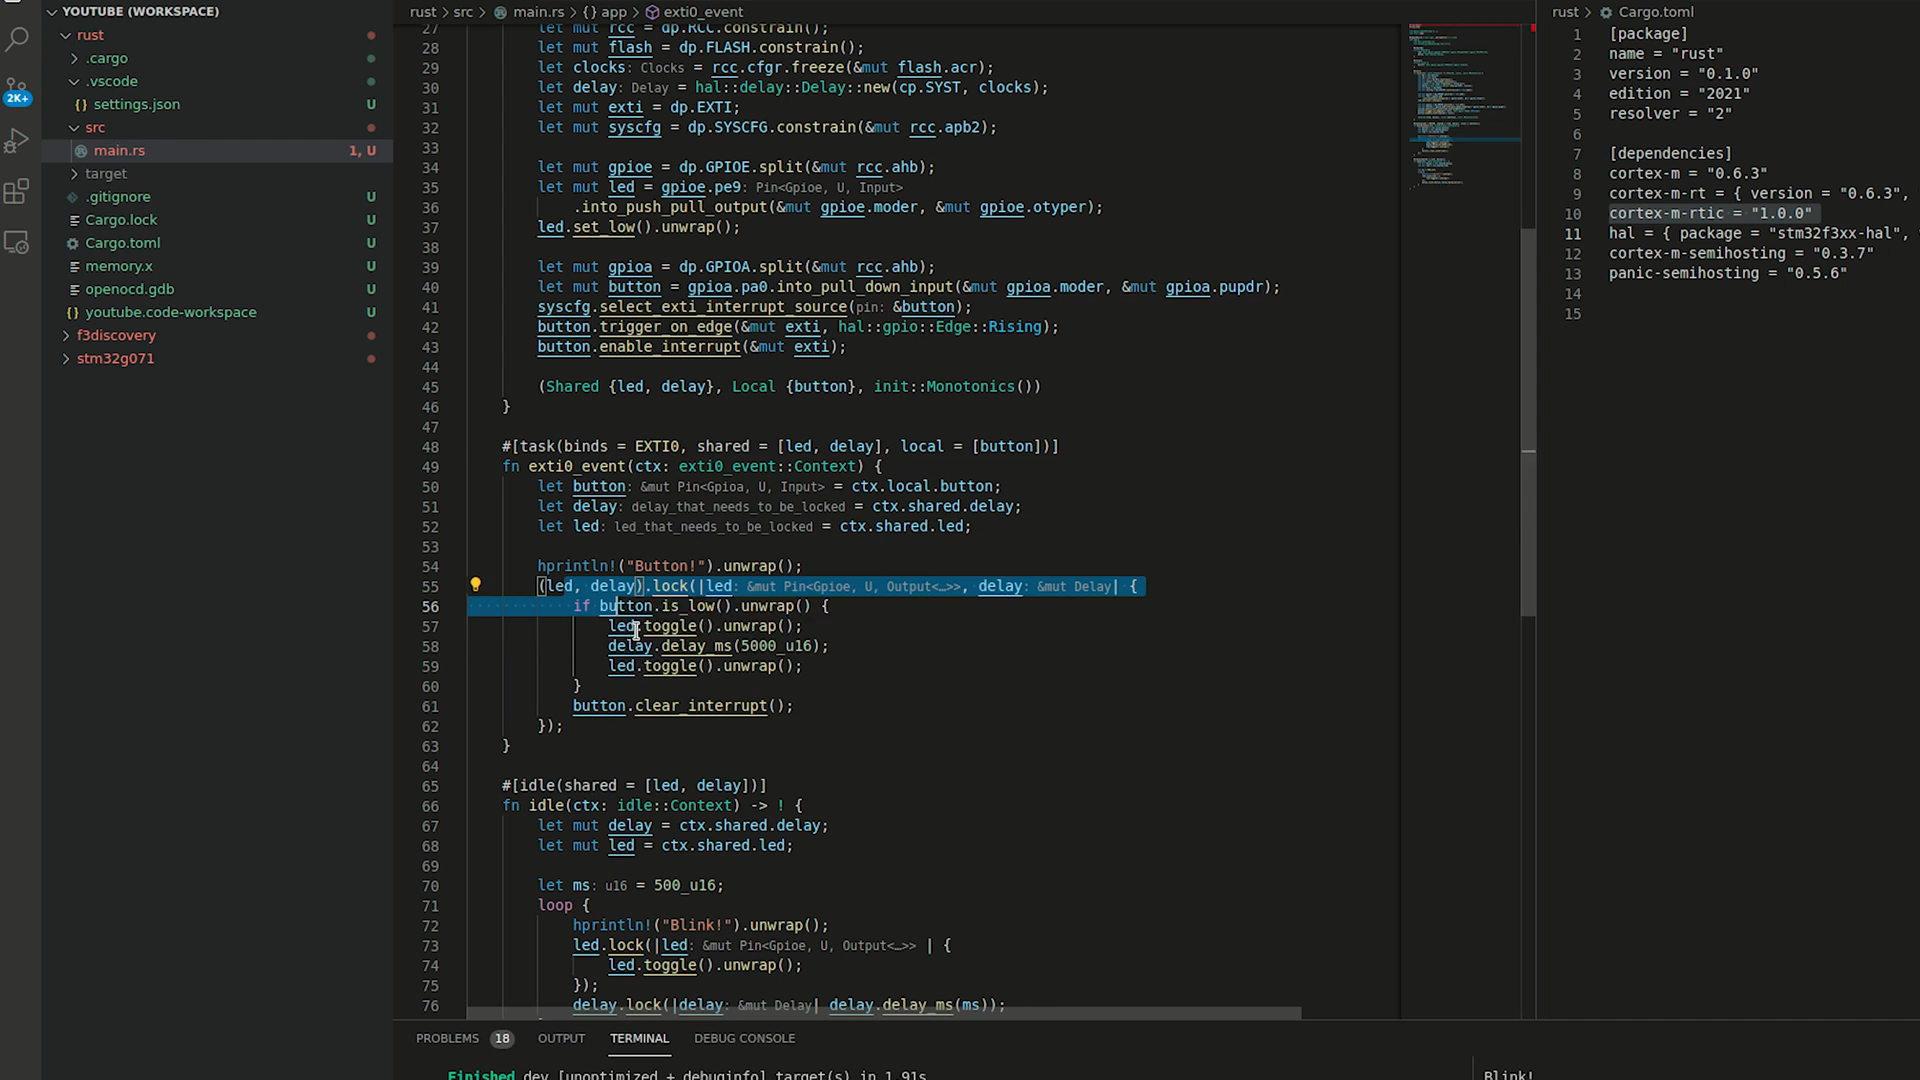 YOUTUBE (WORKSPACE)
rust
.cargo
.vscode
settings.json U
src
main.rs 1, U
target
.gitignore U
Cargo.lock U
Cargo.toml U
memory.x U
openocd.gdb U
youtube.code-workspace U
f3discovery
stm32g071
2K+
rust > src > main.rs > {} app > exti0_event
27 let mut rcc = dp.RCC.constrain();
28 let mut flash = dp.FLASH.constrain();
29 let clocks: Clocks = rcc.cfgr.freeze(&mut flash.acr);
30 let delay: Delay = hal::delay::Delay::new(cp.SYST, clocks);
31 let mut exti = dp.EXTI;
32 let mut syscfg = dp.SYSCFG.constrain(&mut rcc.apb2);
33
34 let mut gpioe = dp.GPIOE.split(&mut rcc.ahb);
35 let mut led = gpioe.pe9: Pin<Gpioe, U, Input>
36 .into_push_pull_output(&mut gpioe.moder, &mut gpioe.otyper);
37 led.set_low().unwrap();
38
39 let mut gpioa = dp.GPIOA.split(&mut rcc.ahb);
40 let mut button = gpioa.pa0.into_pull_down_input(&mut gpioa.moder, &mut gpioa.pupdr);
41 syscfg.select_exti_interrupt_source(pin: &button);
42 button.trigger_on_edge(&mut exti, hal::gpio::Edge::Rising);
43 button.enable_interrupt(&mut exti);
44
45 (Shared {led, delay}, Local {button}, init::Monotonics())
46 }
47
48 #[task(binds = EXTI0, shared = [led, delay], local = [button])]
49 fn exti0_event(ctx: exti0_event::Context) {
50 let button: &mut Pin<Gpioa, U, Input> = ctx.local.button;
51 let delay: delay_that_needs_to_be_locked = ctx.shared.delay;
52 let led: led_that_needs_to_be_locked = ctx.shared.led;
53
54 hprintln!("Button!").unwrap();
55 (led, delay).lock(|led: &mut Pin<Gpioe, U, Output<…>>, delay: &mut Delay| {
56 if button.is_low().unwrap() {
57 led.toggle().unwrap();
58 delay.delay_ms(5000_u16);
59 led.toggle().unwrap();
60 }
61 button.clear_interrupt();
62 });
63 }
64
65 #[idle(shared = [led, delay])]
66 fn idle(ctx: idle::Context) -> ! {
67 let mut delay = ctx.shared.delay;
68 let mut led = ctx.shared.led;
69
70 let ms: u16 = 500_u16;
71 loop {
72 hprintln!("Blink!").unwrap();
73 led.lock(|led: &mut Pin<Gpioe, U, Output<…>> | {
74 led.toggle().unwrap();
75 });
76 delay.lock(|delay: &mut Delay| delay.delay_ms(ms));
rust > Cargo.toml
1 [package]
2 name = "rust"
3 version = "0.1.0"
4 edition = "2021"
5 resolver = "2"
6
7 [dependencies]
8 cortex-m = "0.6.3"
9 cortex-m-rt = { version = "0.6.3",
10 cortex-m-rtic = "1.0.0"
11 hal = { package = "stm32f3xx-hal",
12 cortex-m-semihosting = "0.3.7"
13 panic-semihosting = "0.5.6"
14
15
PROBLEMS 18 OUTPUT TERMINAL DEBUG CONSOLE
Finished dev [unoptimized + debuginfo] target(s) in 1.91s
Blink!